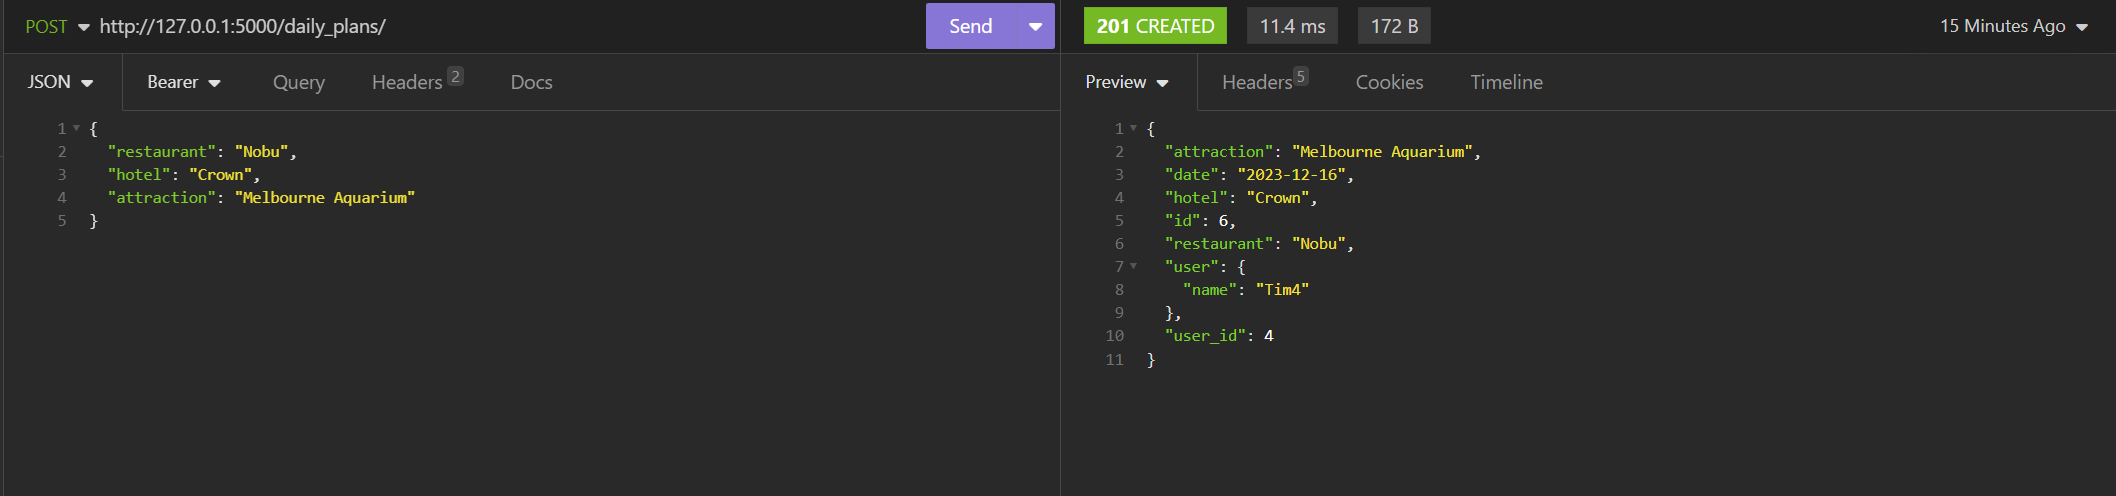 POST http://127.0.0.1:5000/daily_plans/ Send
JSON Bearer Query Headers 2 Docs
1 {
2 "restaurant": "Nobu",
3 "hotel": "Crown",
4 "attraction": "Melbourne Aquarium"
5 }
201 CREATED 11.4 ms 172 B 15 Minutes Ago
Preview Headers 5 Cookies Timeline
1 {
2 "attraction": "Melbourne Aquarium",
3 "date": "2023-12-16",
4 "hotel": "Crown",
5 "id": 6,
6 "restaurant": "Nobu",
7 "user": {
8 "name": "Tim4"
9 },
10 "user_id": 4
11 }